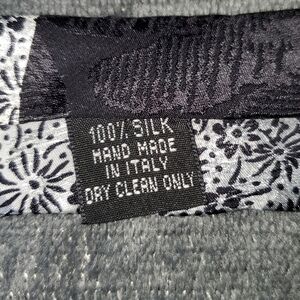 100% SILK
HAND MADE
IN ITALY
DRY CLEAN ONLY